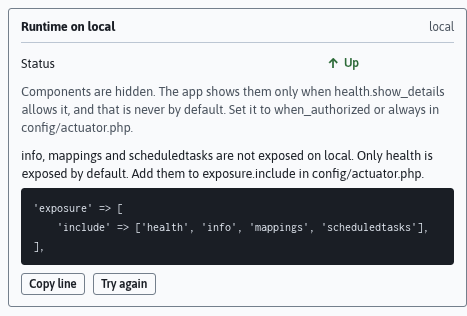 Runtime on local
local
Status
↑ Up
Components are hidden. The app shows them only when health.show_details
allows it, and that is never by default. Set it to when_authorized or always in
config/actuator.php.
info, mappings and scheduledtasks are not exposed on local. Only health is
exposed by default. Add them to exposure.include in config/actuator.php.
'exposure' => [
    'include' => ['health', 'info', 'mappings', 'scheduledtasks'],
],
Copy line
Try again